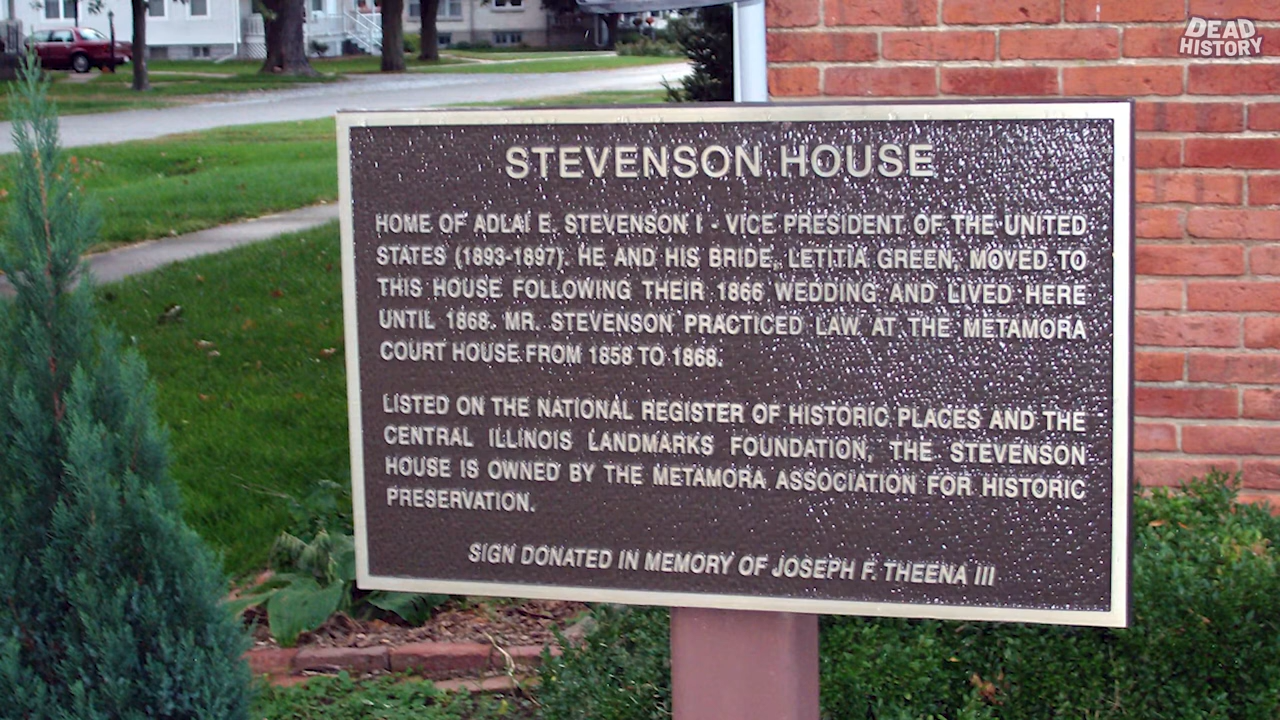 DEAD
HISTORY
STEVENSON HOUSE
HOME OF ADLAI E. STEVENSON I - VICE PRESIDENT OF THE UNITED
STATES (1893-1897). HE AND HIS BRIDE, LETITIA GREEN, MOVED TO
THIS HOUSE FOLLOWING THEIR 1866 WEDDING AND LIVED HERE
UNTIL 1868. MR. STEVENSON PRACTICED LAW AT THE METAMORA
COURT HOUSE FROM 1858 TO 1868.
LISTED ON THE NATIONAL REGISTER OF HISTORIC PLACES AND THE
CENTRAL ILLINOIS LANDMARKS FOUNDATION, THE STEVENSON
HOUSE IS OWNED BY THE METAMORA ASSOCIATION FOR HISTORIC
PRESERVATION.
SIGN DONATED IN MEMORY OF JOSEPH F. THEENA III